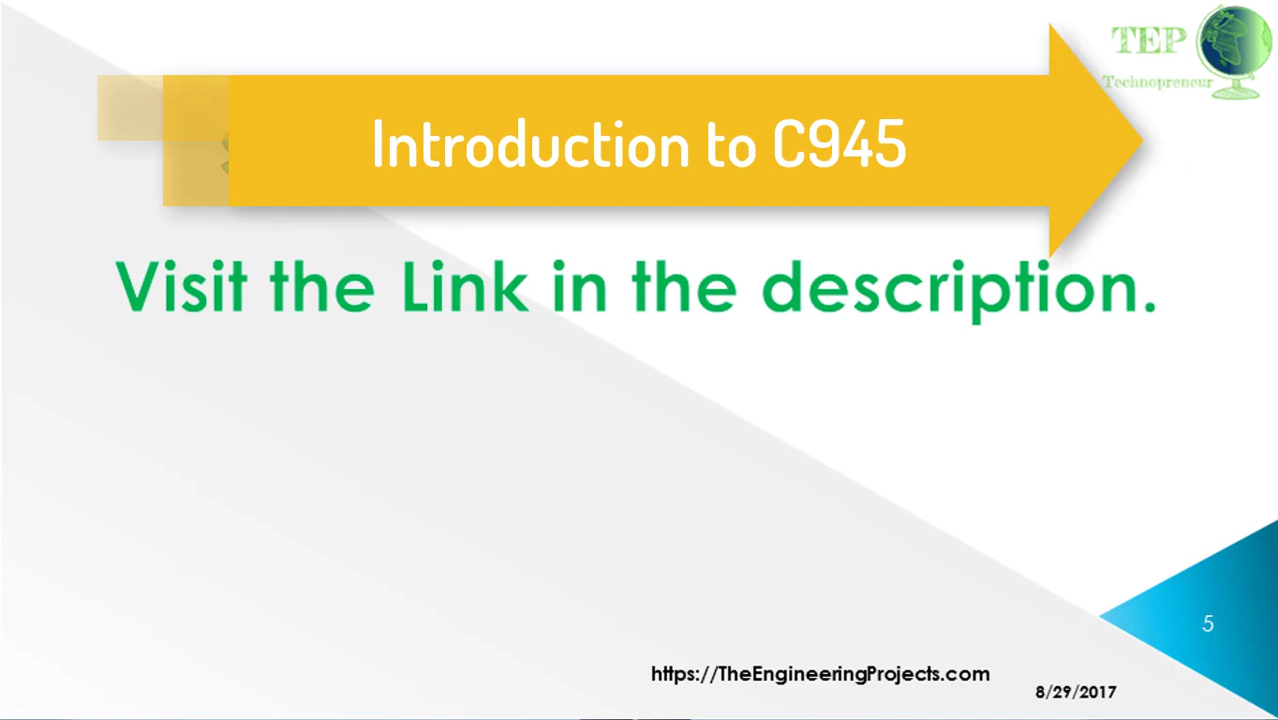 TEP
Technopreneur
Introduction to C945
Visit the Link in the description.
5
https://TheEngineeringProjects.com
8/29/2017